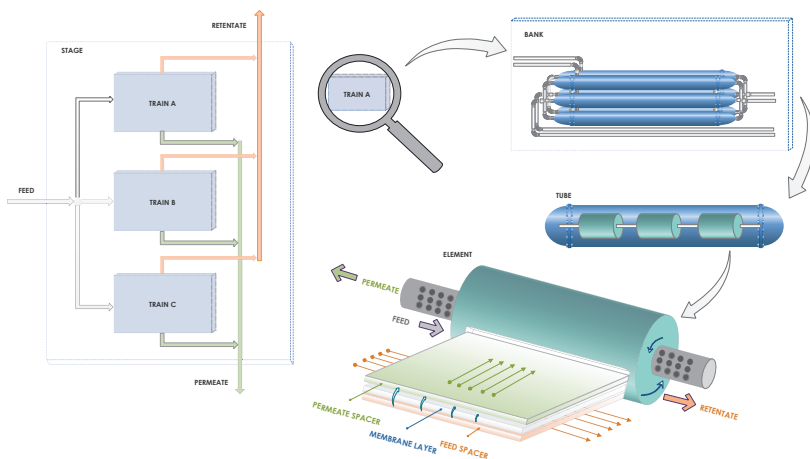 RETENTATE
STAGE
TRAIN A
TRAIN B
TRAIN C
FEED
PERMEATE
TRAIN A
BANK
TUBE
ELEMENT
PERMEATE
FEED
RETENTATE
PERMEATE SPACER
MEMBRANE LAYER
FEED SPACER